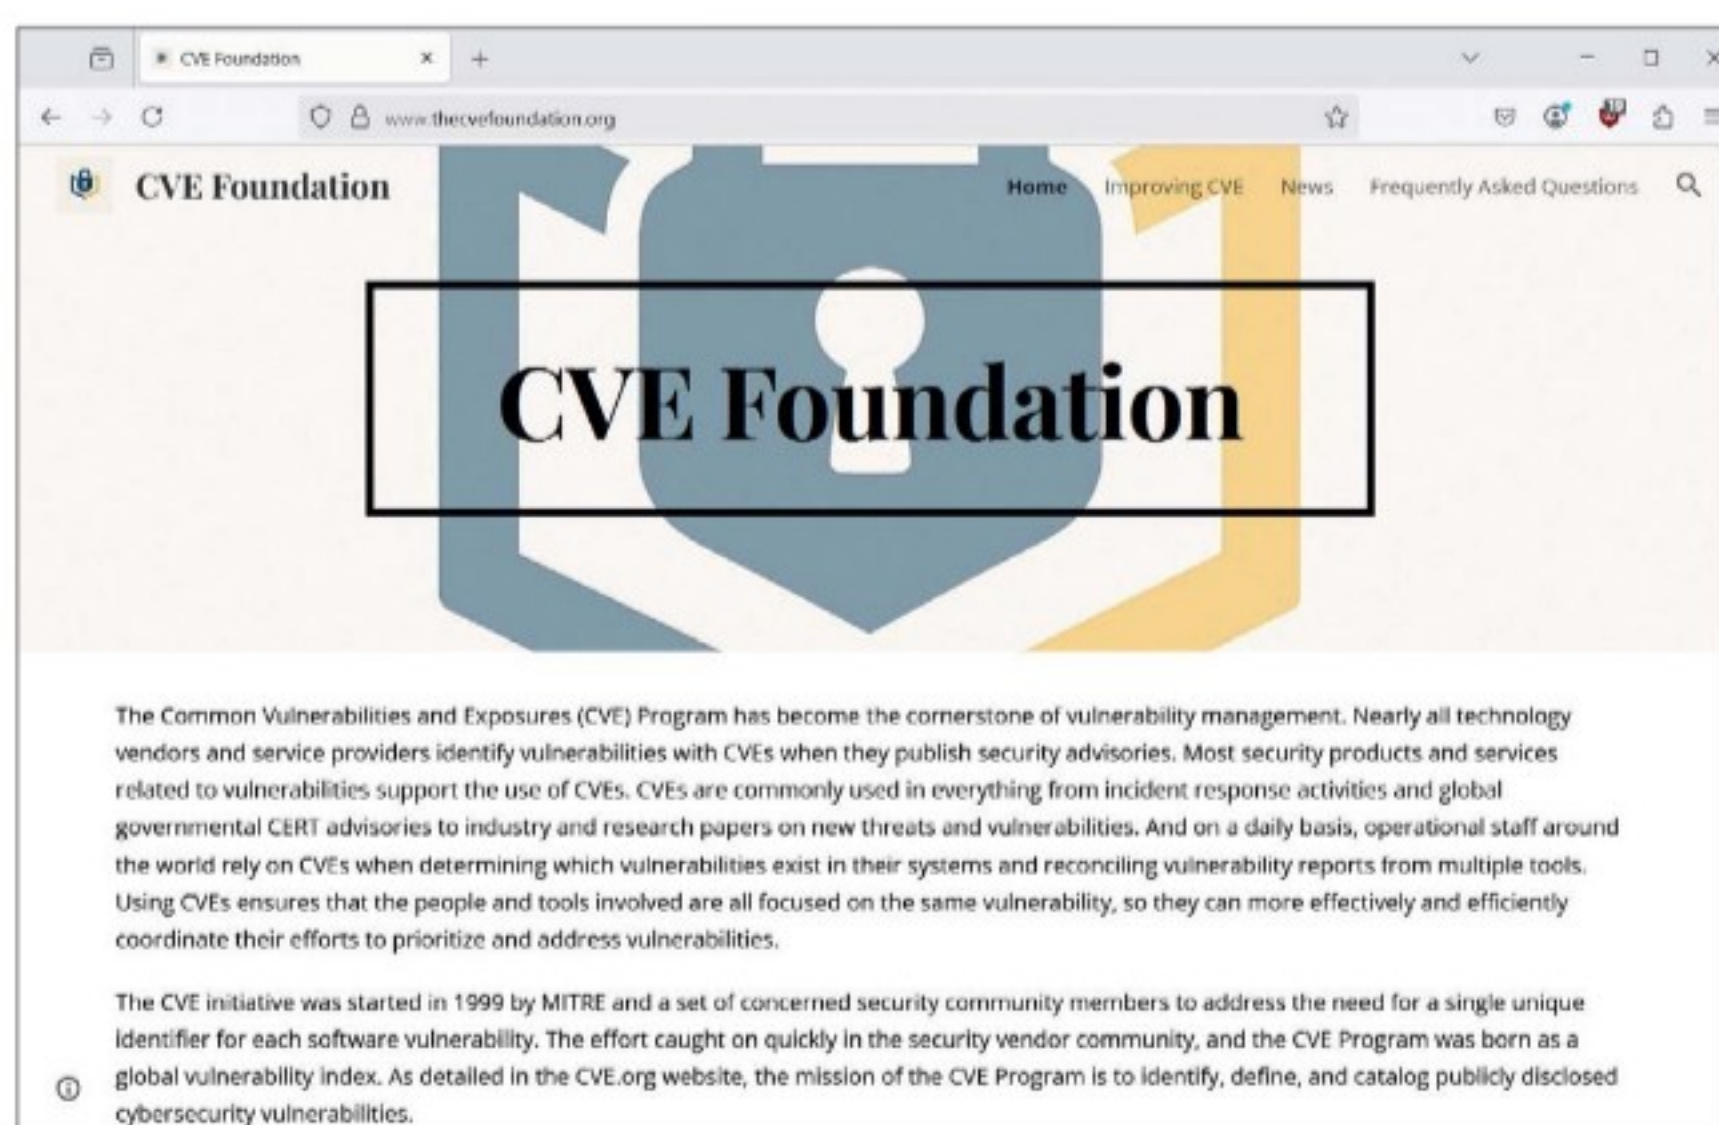 CVE Foundation
www.thecvefoundation.org
CVE Foundation
Home Improving CVE News Frequently Asked Questions
CVE Foundation
The Common Vulnerabilities and Exposures (CVE) Program has become the cornerstone of vulnerability management. Nearly all technology
vendors and service providers identify vulnerabilities with CVEs when they publish security advisories. Most security products and services
related to vulnerabilities support the use of CVEs. CVEs are commonly used in everything from incident response activities and global
governmental CERT advisories to industry and research papers on new threats and vulnerabilities. And on a daily basis, operational staff around
the world rely on CVEs when determining which vulnerabilities exist in their systems and reconciling vulnerability reports from multiple tools.
Using CVEs ensures that the people and tools involved are all focused on the same vulnerability, so they can more effectively and efficiently
coordinate their efforts to prioritize and address vulnerabilities.
The CVE initiative was started in 1999 by MITRE and a set of concerned security community members to address the need for a single unique
identifier for each software vulnerability. The effort caught on quickly in the security vendor community, and the CVE Program was born as a
global vulnerability index. As detailed in the CVE.org website, the mission of the CVE Program is to identify, define, and catalog publicly disclosed
cybersecurity vulnerabilities.